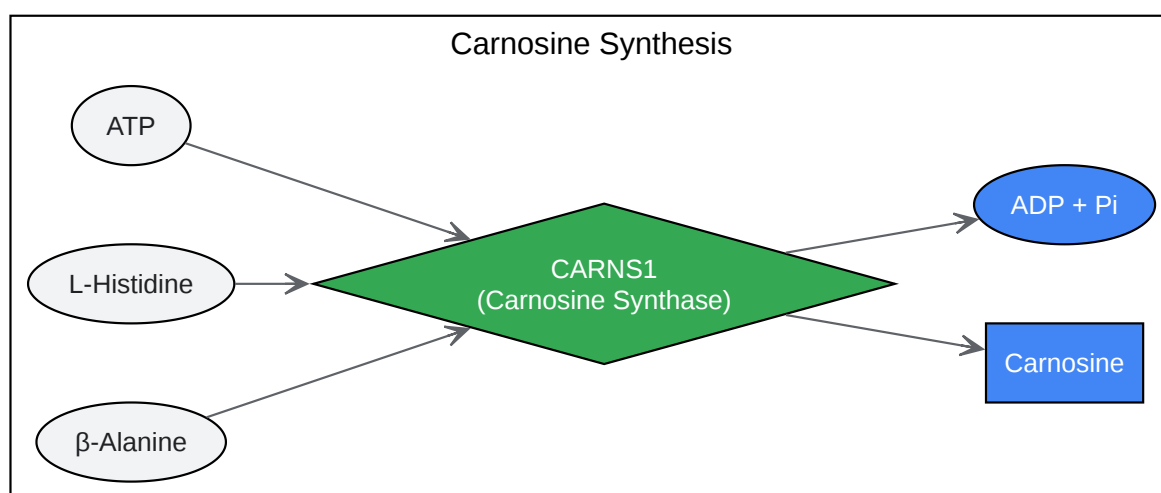 Carnosine Synthesis
ATP
ADP + Pi
L-Histidine
CARNS1
(Carnosine Synthase)
Carnosine
β-Alanine